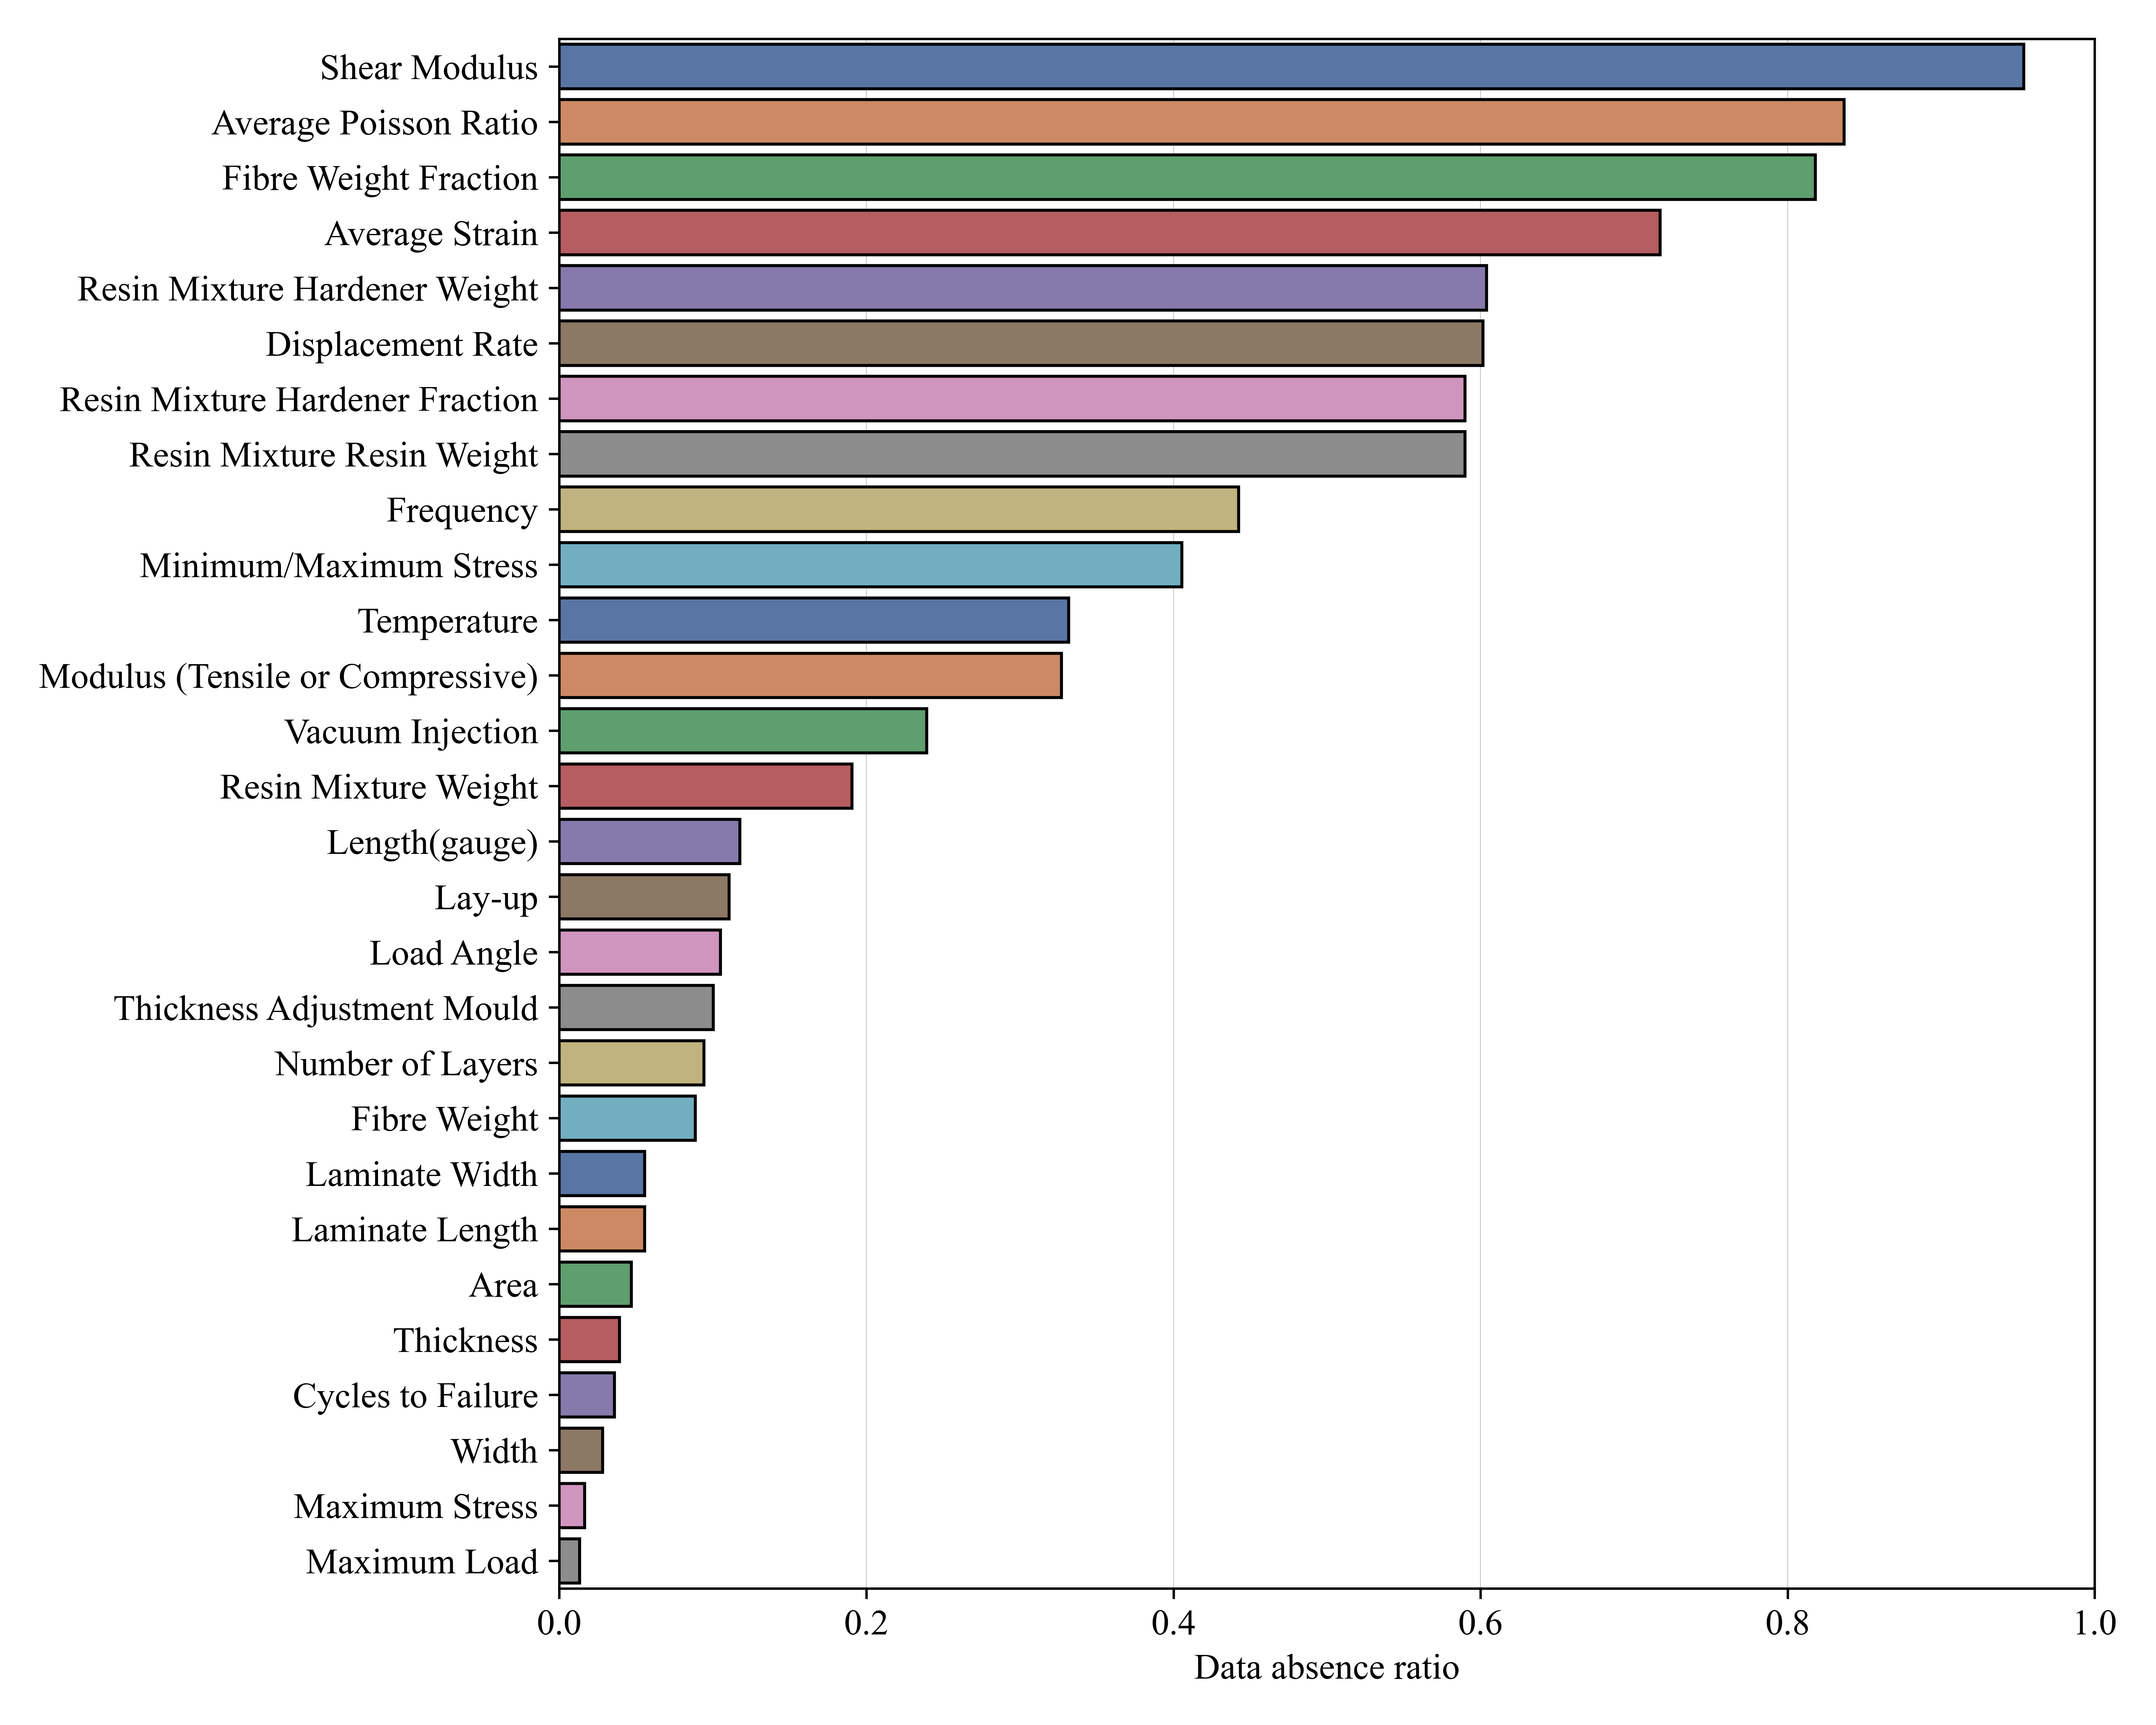 Shear Modulus
Average Poisson Ratio
Fibre Weight Fraction
Average Strain
Resin Mixture Hardener Weight
Displacement Rate
Resin Mixture Hardener Fraction
Resin Mixture Resin Weight
Frequency
Minimum/Maximum Stress
Temperature
Modulus (Tensile or Compressive)
Vacuum Injection
Resin Mixture Weight
Length(gauge)
Lay-up
Load Angle
Thickness Adjustment Mould
Number of Layers
Fibre Weight
Laminate Width
Laminate Length
Area
Thickness
Cycles to Failure
Width
Maximum Stress
Maximum Load
0.0 0.2 0.4 0.6 0.8 1.0
Data absence ratio